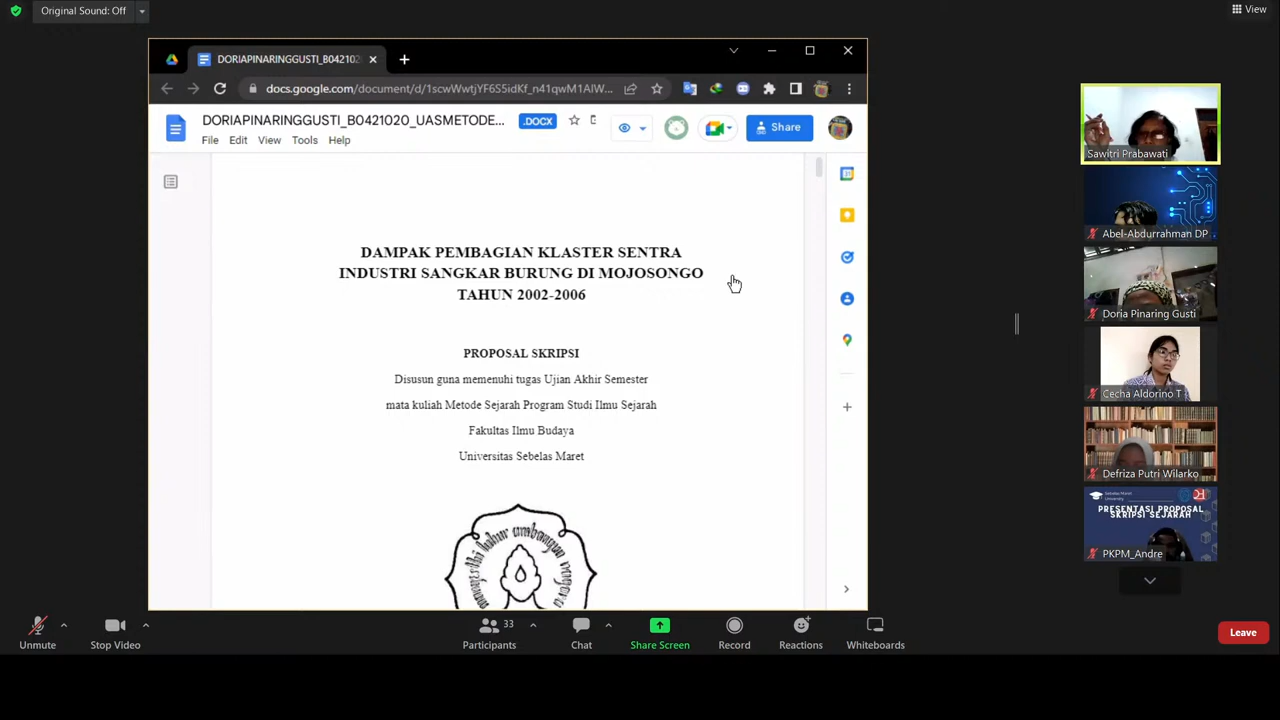 Original Sound: Off
View
DORIAPINARINGGUSTI_B042102
docs.google.com/document/d/1scwWwtjYF6S5idKf_n41qwM1AIW...
DORIAPINARINGGUSTI_B0421020_UASMETODE...
.DOCX
Share
File Edit View Tools Help
DAMPAK PEMBAGIAN KLASTER SENTRA
INDUSTRI SANGKAR BURUNG DI MOJOSONGO
TAHUN 2002-2006
PROPOSAL SKRIPSI
Disusun guna memenuhi tugas Ujian Akhir Semester
mata kuliah Metode Sejarah Program Studi Ilmu Sejarah
Fakultas Ilmu Budaya
Universitas Sebelas Maret
Sawitri Prabawati
Abel-Abdurrahman DP
Doria Pinaring Gusti
Cecha Aldorino T
Defriza Putri Wilarko
PRESENTASI PROPOSAL
SKRIPSI SEJARAH
PKPM_Andre
Unmute
Stop Video
Participants
33
Chat
Share Screen
Record
Reactions
Whiteboards
Leave